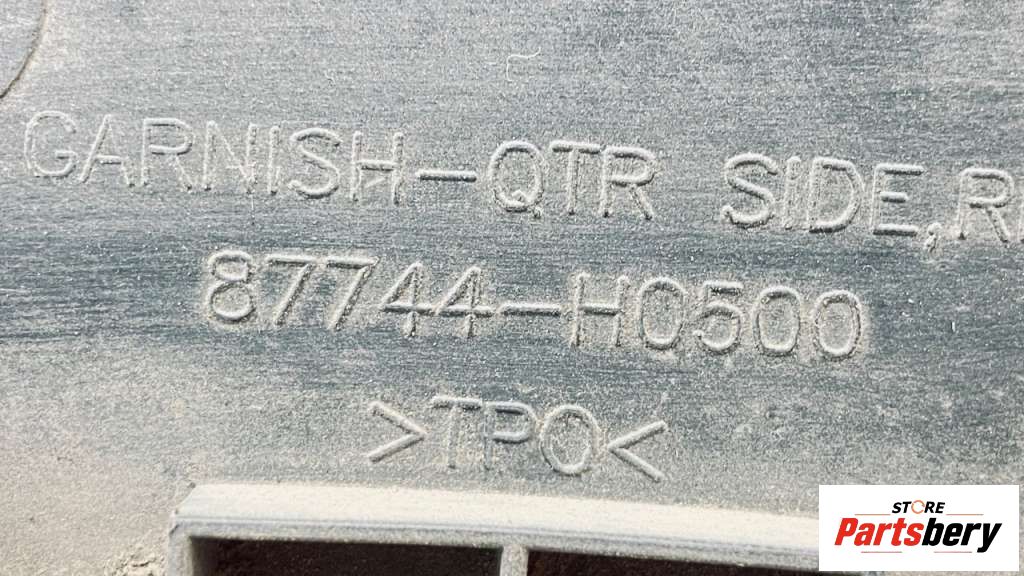 GARNISH-QTR SIDE,R
87744-H0500
>TPO<
STORE
Partsbery